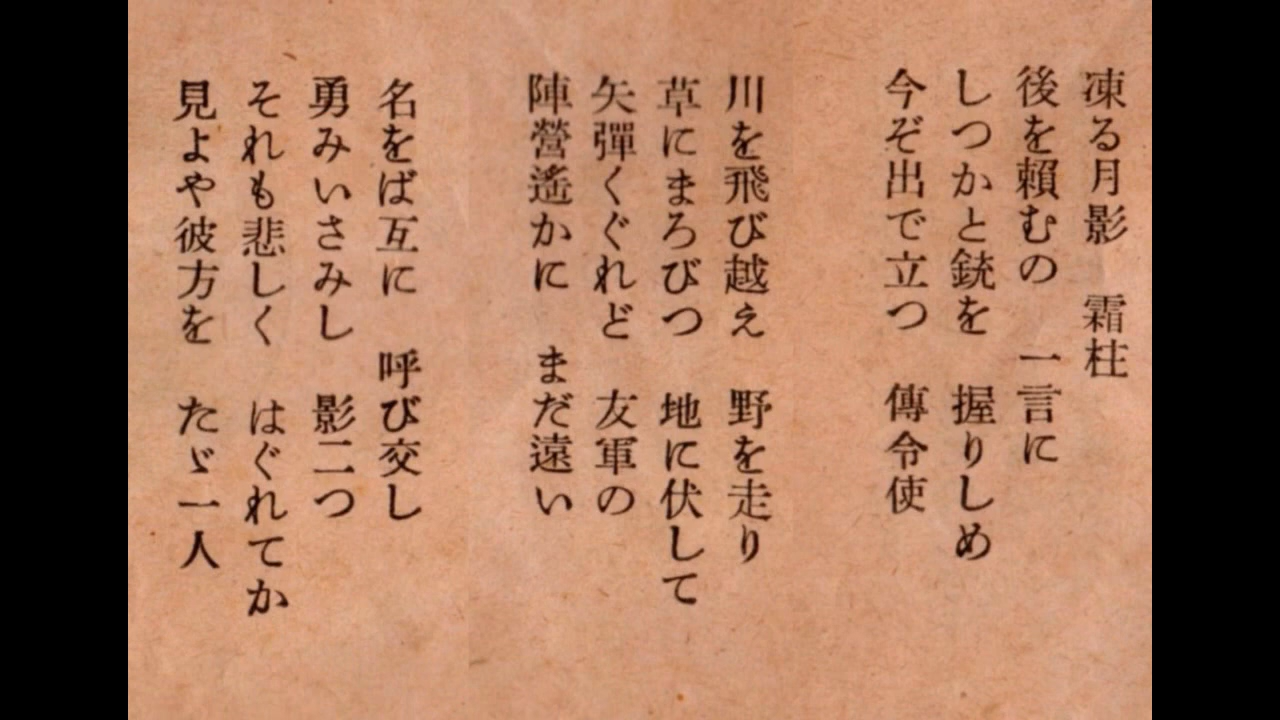 凍る月影　霜柱
後を賴むの　一言に
しつかと銃を　握りしめ
今ぞ出で立つ　傳令使
川を飛び越え　野を走り
草にまろびつ　地に伏して
矢彈くぐれど　友軍の
陣營遙かに　まだ遠い
名をば互に　呼び交し
勇みいさみし　影二つ
それも悲しく　はぐれてか
見よや彼方を　たゞ一人